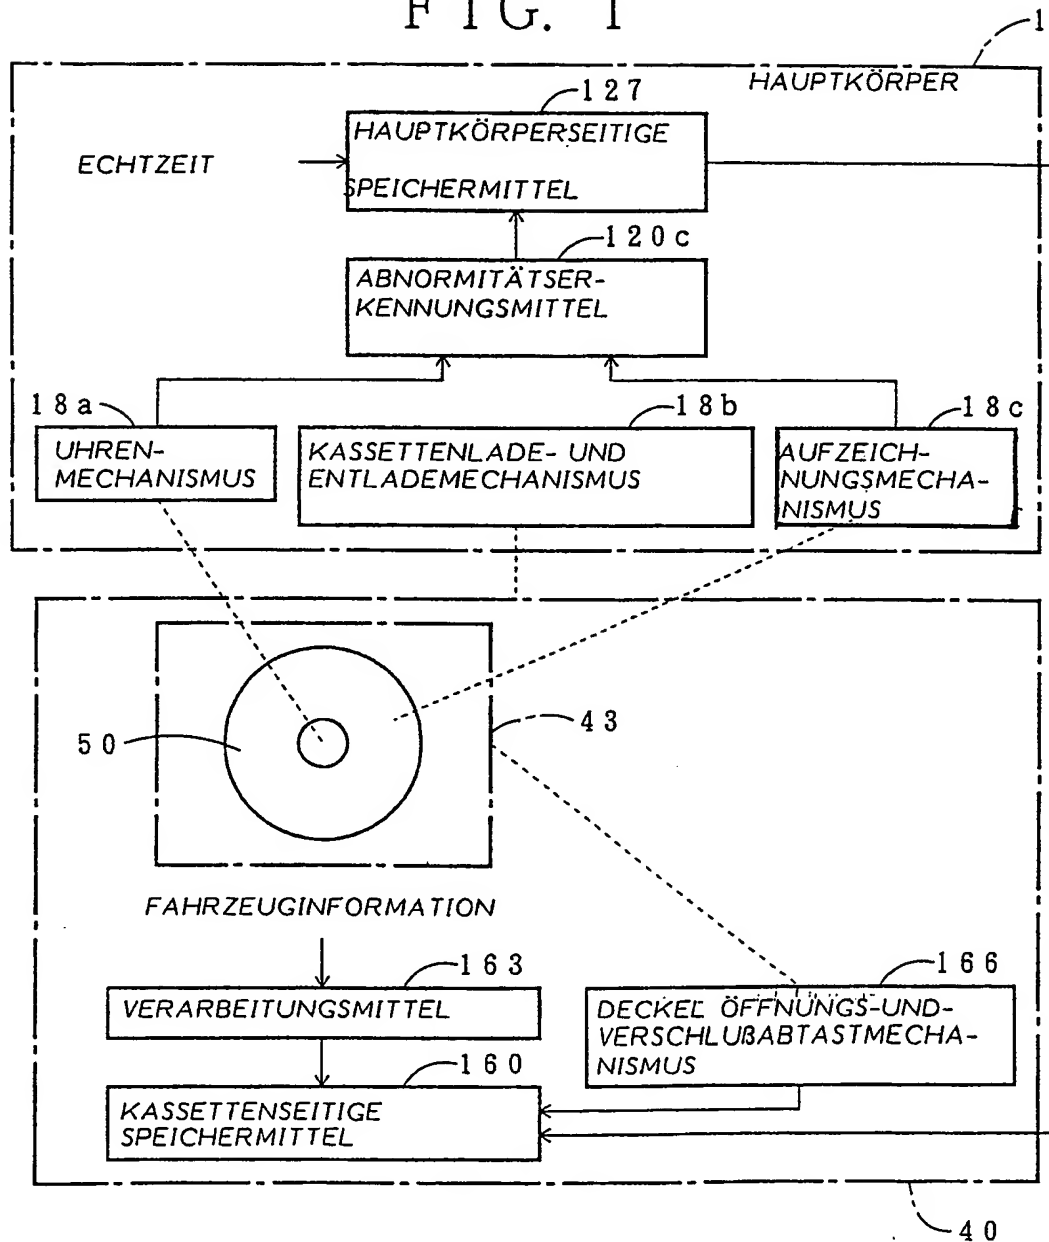 FIG. 1
1
HAUPTKÖRPER
127
HAUPTKÖRPERSEITIGE
SPEICHERMITTEL
ECHTZEIT
120c
ABNORMITÄTSER-
KENNUNGSMITTEL
18a
UHREN-
MECHANISMUS
18b
KASSETTENLADE- UND
ENTLADEMECHANISMUS
18c
AUFZEICH-
NUNGSMECHA-
NISMUS
43
50
FAHRZEUGINFORMATION
163
VERARBEITUNGSMITTEL
166
DECKEL ÖFFNUNGS-UND-
VERSCHLUßABTASTMECHA-
NISMUS
160
KASSETTENSEITIGE
SPEICHERMITTEL
40